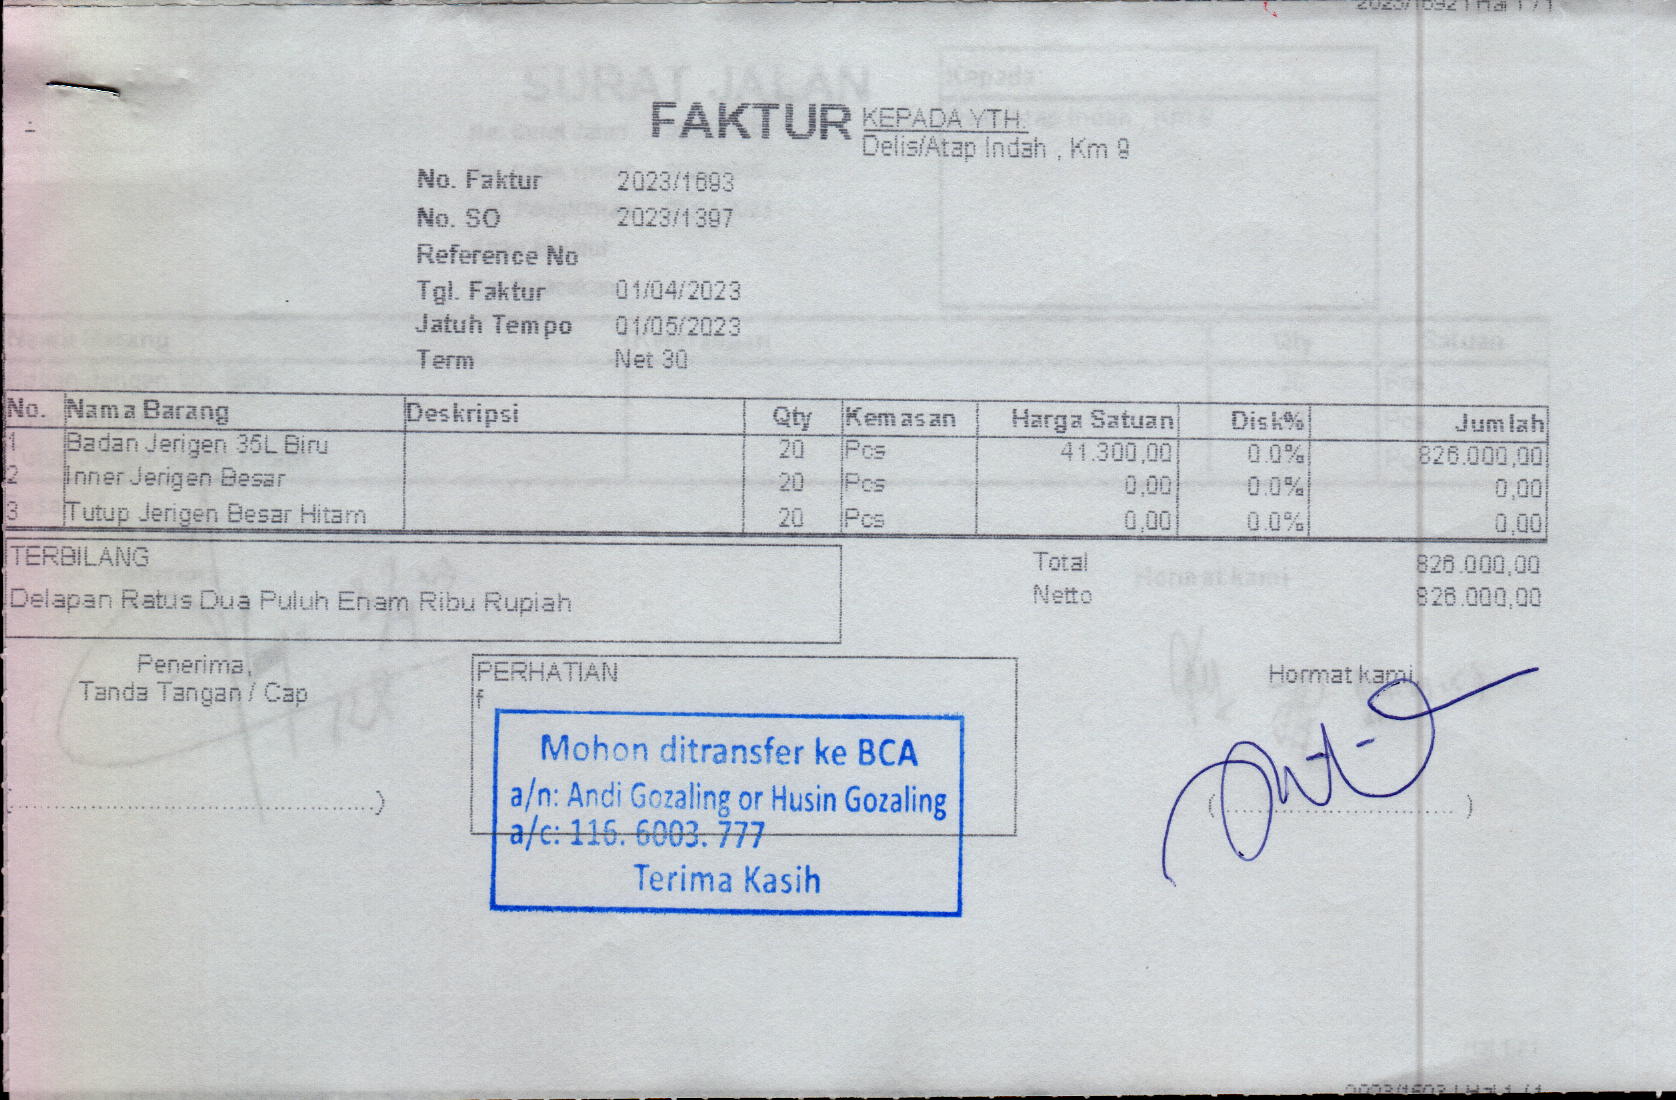 FAKTUR
KEPADA YTH:
Delis/Atap Indah , Km 9
No. Faktur 2023/1693
No. SO 2023/1397
Reference No
Tgl. Faktur 01/04/2023
Jatuh Tempo 01/05/2023
Term Net 30
No. Nama Barang Deskripsi Qty Kemasan Harga Satuan Disk% Jumlah
1 Badan Jerigen 35L Biru 20 Pcs 41.300,00 0.0% 826.000,00
2 Inner Jerigen Besar 20 Pcs 0,00 0.0% 0,00
3 Tutup Jerigen Besar Hitam 20 Pcs 0,00 0.0% 0,00
TERBILANG
Delapan Ratus Dua Puluh Enam Ribu Rupiah
Total 826.000,00
Netto 826.000,00
Penerima,
Tanda Tangan / Cap
(....................................................)
PERHATIAN
f
Mohon ditransfer ke BCA
a/n: Andi Gozaling or Husin Gozaling
a/c: 116. 6003. 777
Terima Kasih
Hormat kami,
(.................................... )
SURAT JALAN
Kepada